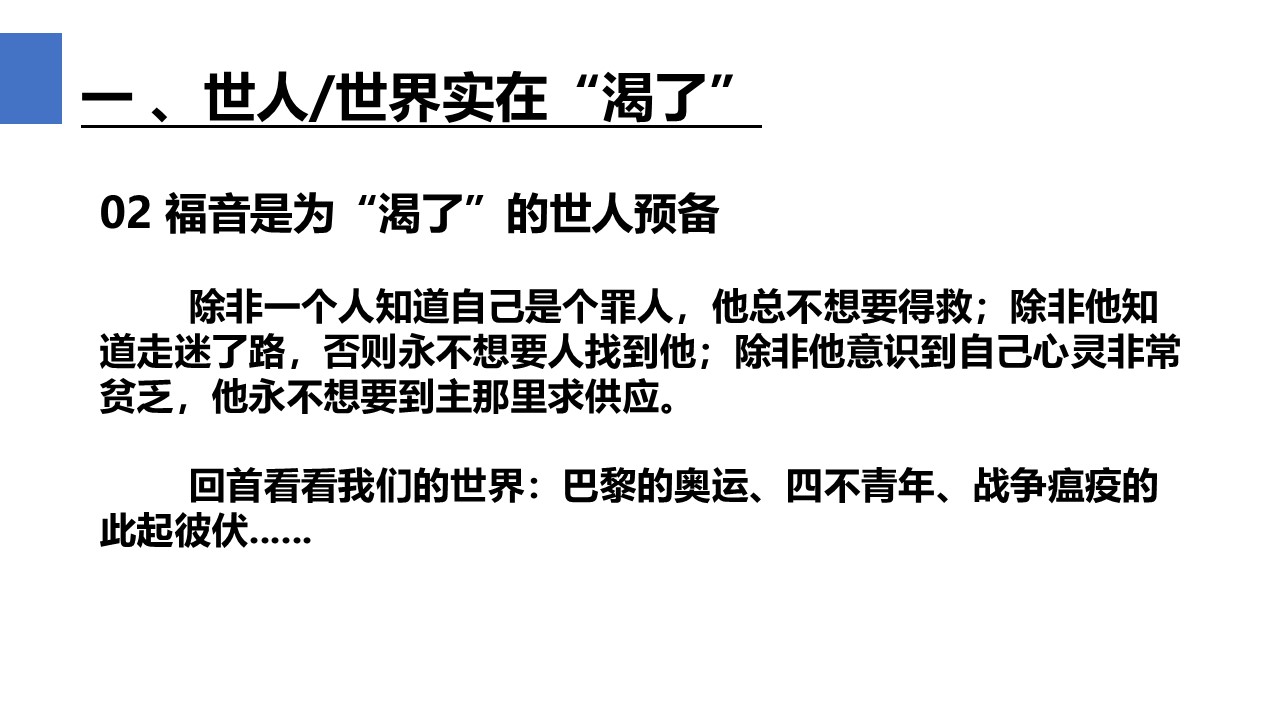 一 、世人/世界实在“渴了”
02 福音是为“渴了”的世人预备
除非一个人知道自己是个罪人，他总不想要得救；除非他知
道走迷了路，否则永不想要人找到他；除非他意识到自己心灵非常
贫乏，他永不想要到主那里求供应。
回首看看我们的世界：巴黎的奥运、四不青年、战争瘟疫的
此起彼伏……